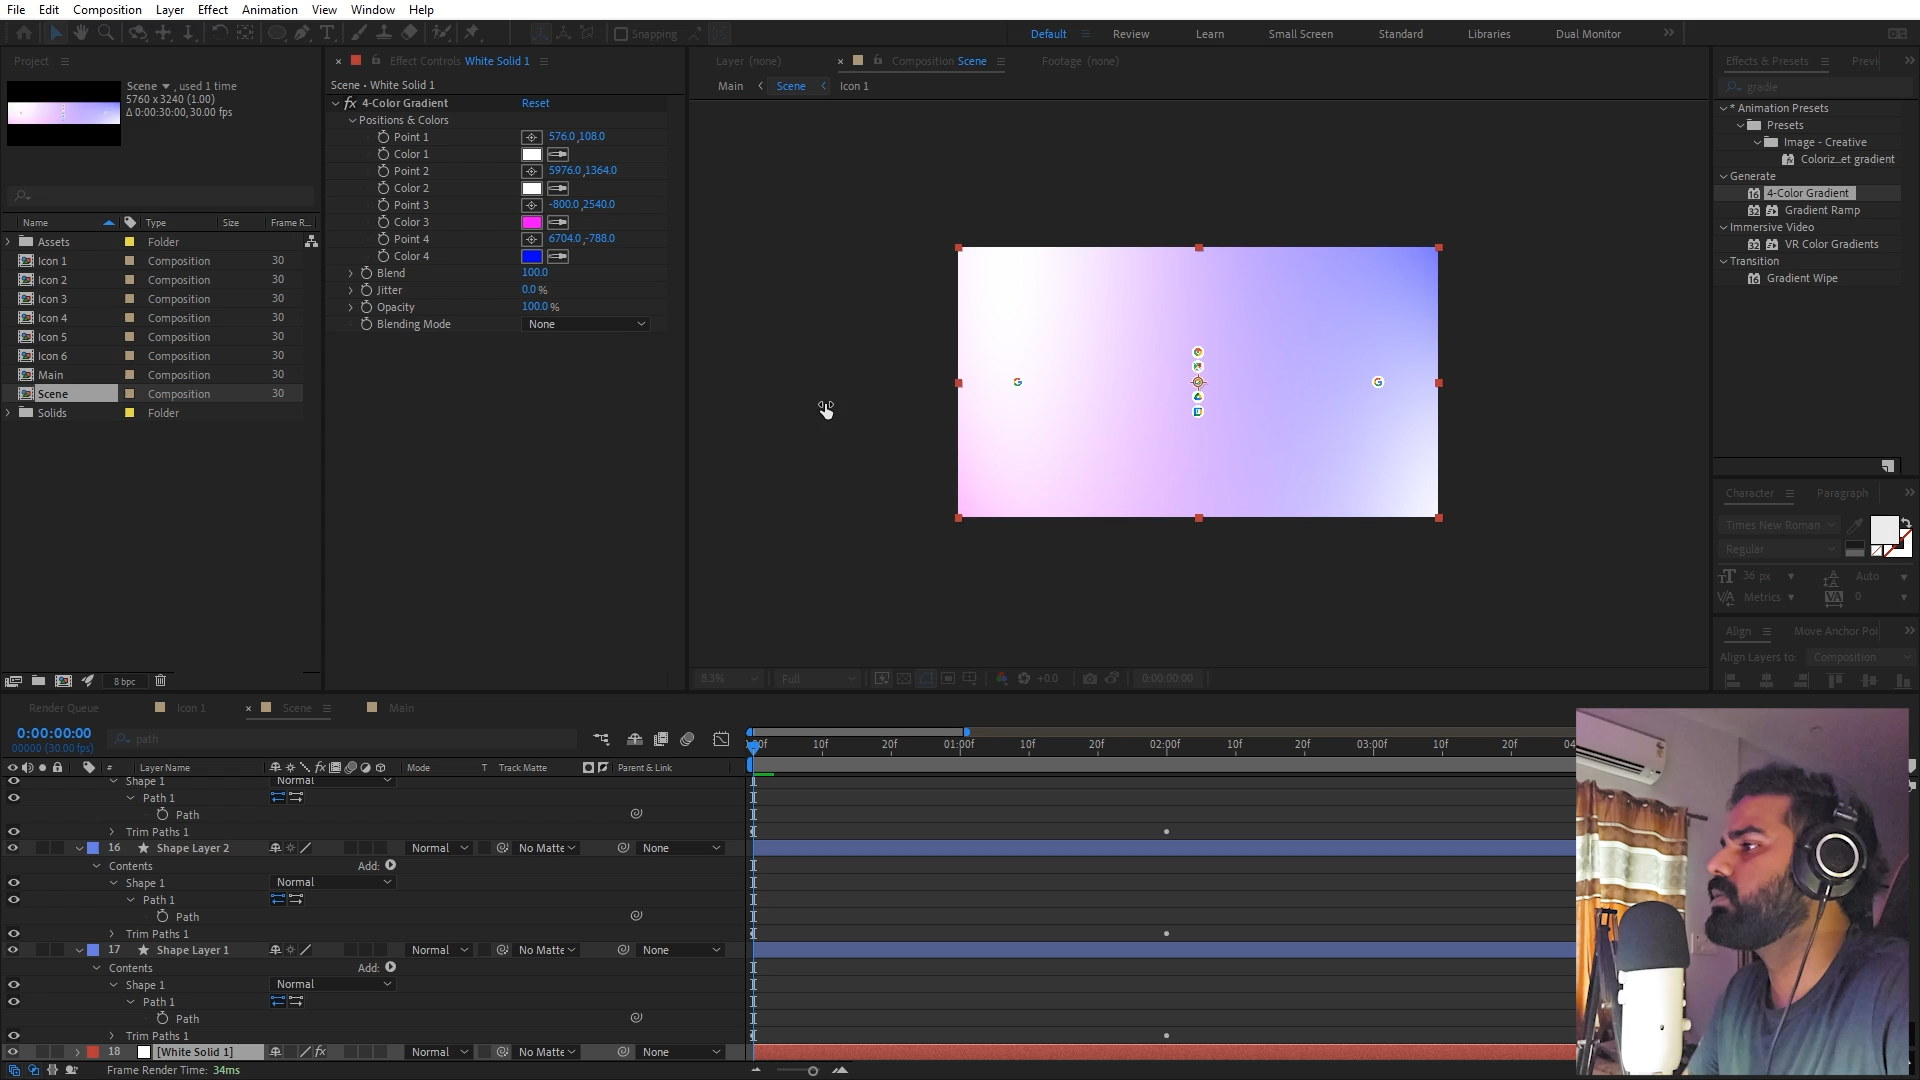 File Edit Composition Layer Effect Animation View Window Help
Snapping
Default Review Learn Small Screen Standard Libraries Dual Monitor
Project
Scene , used 1 time
5760 x 3240 (1.00)
Δ 0:00:30:00, 30.00 fps
Name Type Size Frame R...
Assets Folder
Icon 1 Composition 30
Icon 2 Composition 30
Icon 3 Composition 30
Icon 4 Composition 30
Icon 5 Composition 30
Icon 6 Composition 30
Main Composition 30
Scene Composition 30
Solids Folder
8 bpc
Effect Controls White Solid 1
Scene • White Solid 1
fx 4-Color Gradient Reset
Positions & Colors
Point 1 576.0,108.0
Color 1
Point 2 5976.0,1364.0
Color 2
Point 3 -800.0,2540.0
Color 3
Point 4 6704.0,-788.0
Color 4
Blend 100.0
Jitter 0.0 %
Opacity 100.0 %
Blending Mode None
Layer (none) Composition Scene Footage (none)
Main Scene Icon 1
8.3% Full +0.0 0:00:00:00
Effects & Presets Previ
gradie
* Animation Presets
Presets
Image - Creative
Coloriz...et gradient
Generate
4-Color Gradient
Gradient Ramp
Immersive Video
VR Color Gradients
Transition
Gradient Wipe
Character Paragraph
Times New Roman
Regular
36 px Auto
Metrics 0
Align Move Anchor Poi
Align Layers to: Composition
Render Queue Icon 1 Scene Main
0:00:00:00
00000 (30.00 fps)
path
:00f 10f 20f 01:00f 10f 20f 02:00f 10f 20f 03:00f 10f 20f 04
# Layer Name fx Mode T Track Matte Parent & Link
Shape 1 Normal
Path 1
Path
Trim Paths 1
16 Shape Layer 2 Normal No Matte None
Contents Add:
Shape 1 Normal
Path 1
Path
Trim Paths 1
17 Shape Layer 1 Normal No Matte None
Contents Add:
Shape 1 Normal
Path 1
Path
Trim Paths 1
18 [White Solid 1] fx Normal No Matte None
Frame Render Time: 34ms